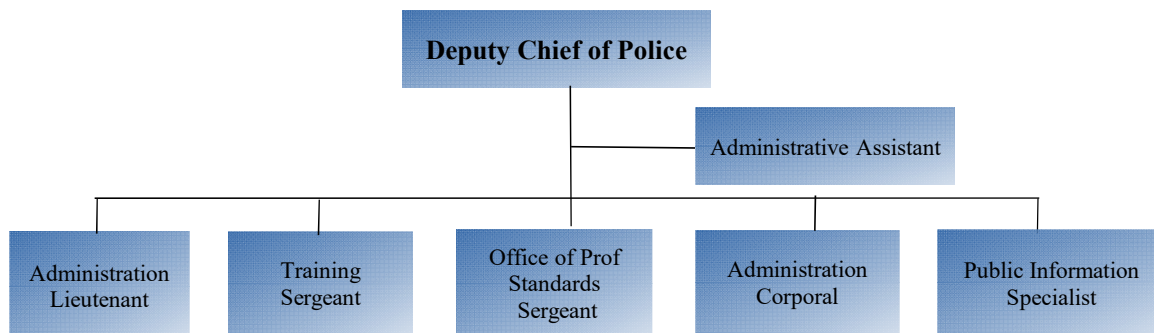 Deputy Chief of Police
Administrative Assistant
Administration
Lieutenant
Training
Sergeant
Office of Prof
Standards
Sergeant
Administration
Corporal
Public Information
Specialist